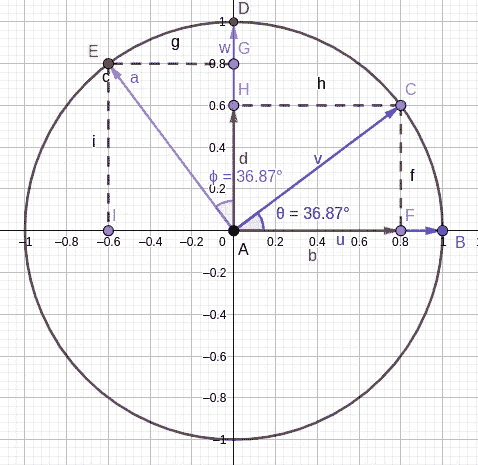 D
1
g
E
w
G
0.8
c
a
H
h
C
0.6
i
0.4
d
v
f
ϕ = 36.87°
0.2
I
θ = 36.87°
F
−1
−0.8
−0.6
−0.4
−0.2
0
A
0.2
0.4
u
0.6
0.8
1
B
b
−0.2
−0.4
−0.6
−0.8
−1